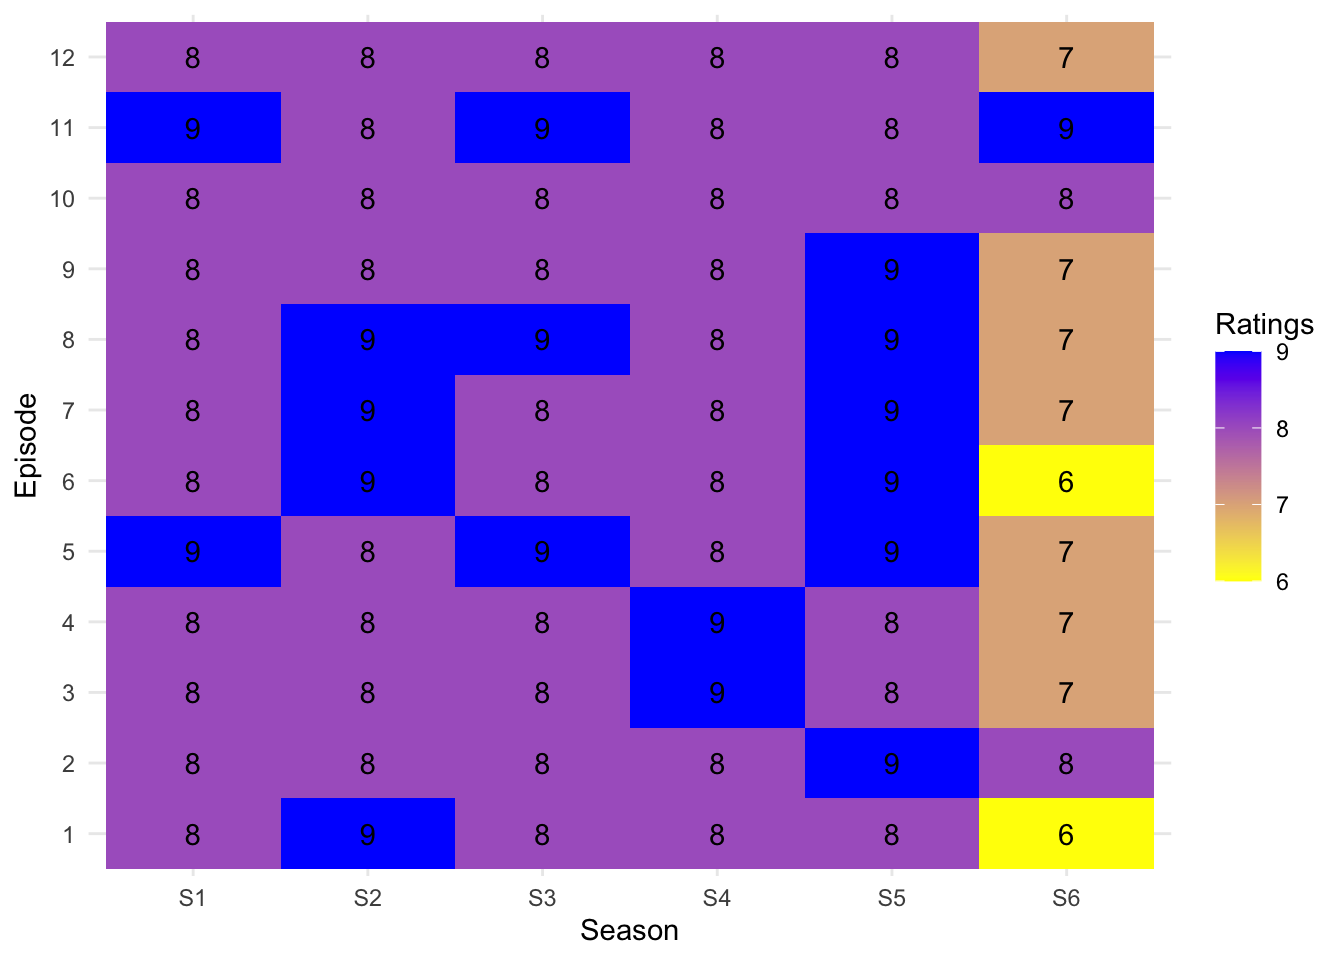 12 8 8 8 8 8 7
11 9 8 9 8 8 9
10 8 8 8 8 8 8
9 8 8 8 8 9 7
8 8 9 9 8 9 7
7 8 9 8 8 9 7
6 8 9 8 8 9 6
5 9 8 9 8 9 7
4 8 8 8 9 8 7
3 8 8 8 9 8 7
2 8 8 8 8 9 8
1 8 9 8 8 8 6
S1 S2 S3 S4 S5 S6
Season
Episode
Ratings
9
8
7
6